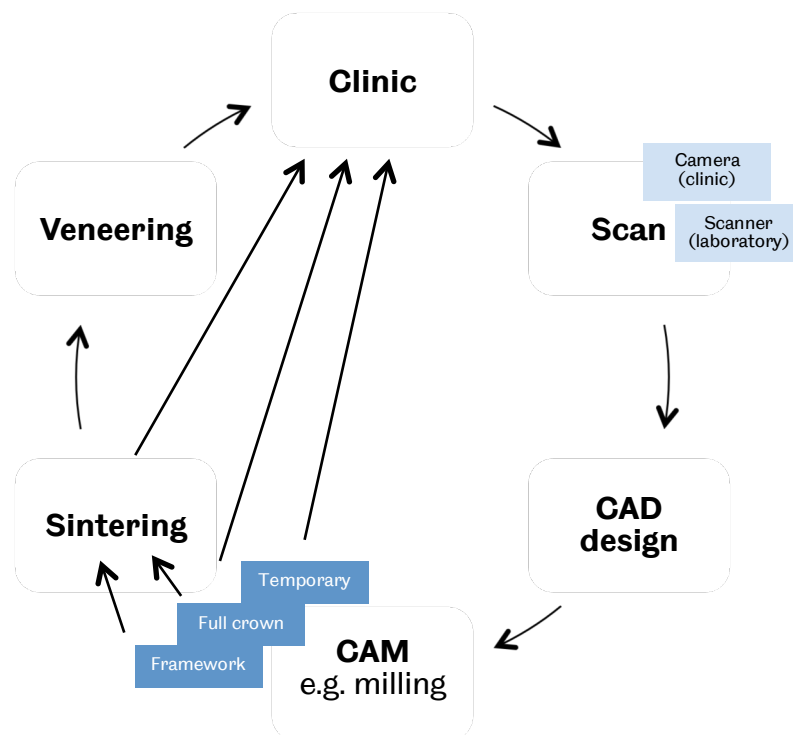 Clinic
Camera
(clinic)
Scan
Scanner
(laboratory)
Veneering
CAD
design
Sintering
Temporary
Full crown
Framework
CAM
e.g. milling